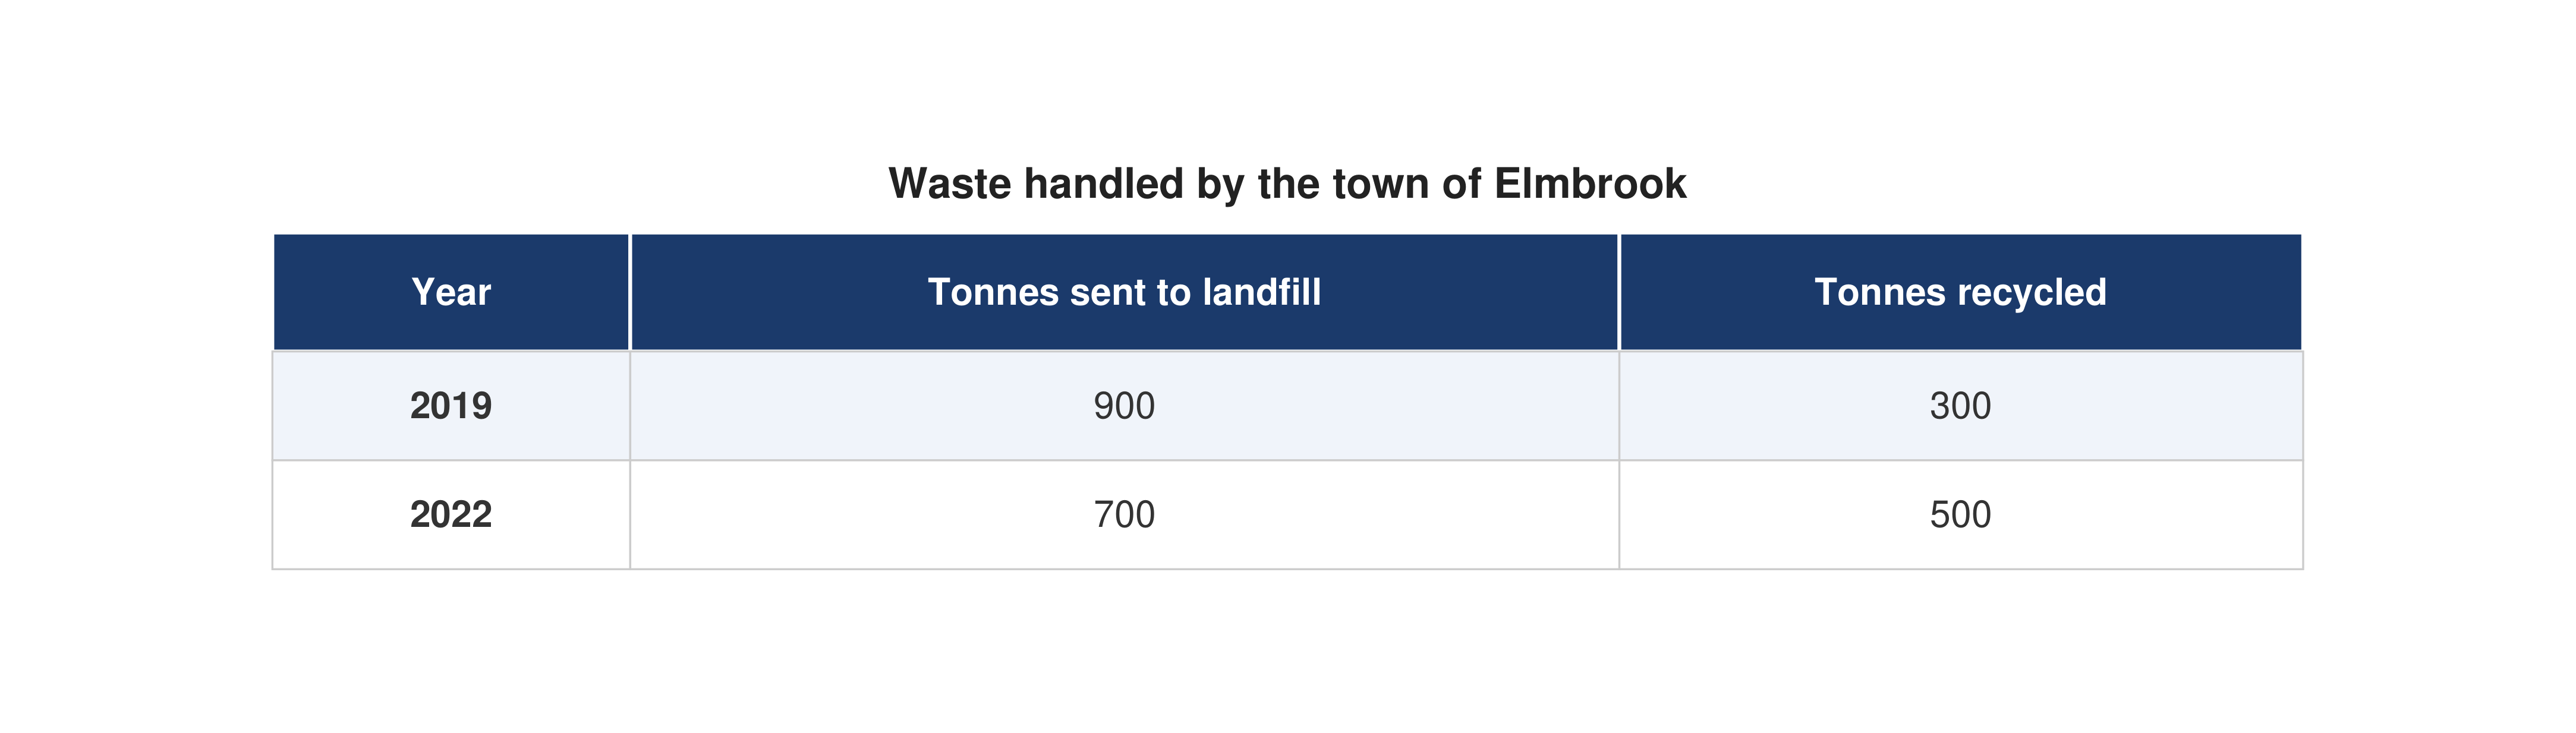 Waste handled by the town of Elmbrook
Year Tonnes sent to landfill Tonnes recycled
2019 900 300
2022 700 500